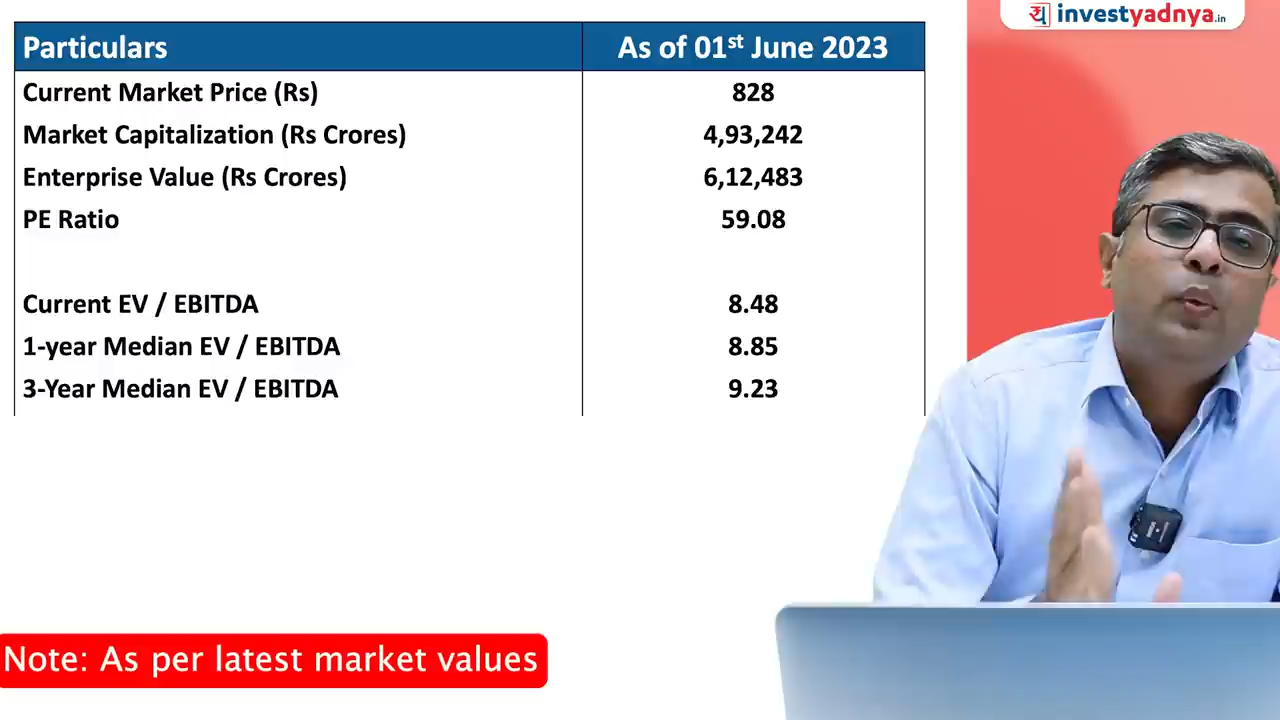 investyadnya.in
Particulars As of 01st June 2023
Current Market Price (Rs) 828
Market Capitalization (Rs Crores) 4,93,242
Enterprise Value (Rs Crores) 6,12,483
PE Ratio 59.08
Current EV / EBITDA 8.48
1-year Median EV / EBITDA 8.85
3-Year Median EV / EBITDA 9.23
Note: As per latest market values